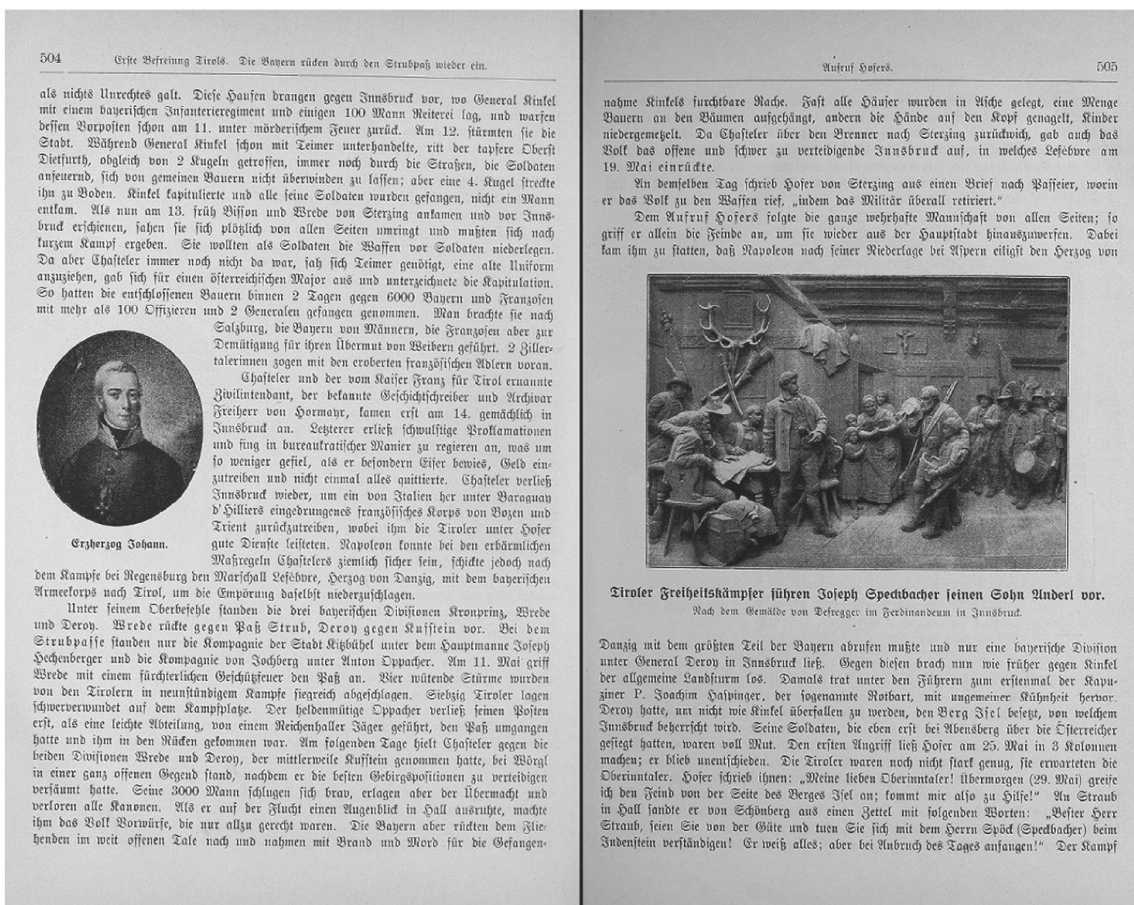 504
Erste Befreiung Tirols. Die Bayern rücken durch den Strubpaß wieder ein.
als nichts Unrechtes galt. Diese Haufen drangen gegen Innsbruck vor, wo General Kinkel
mit einem bayerischen Infanterieregiment und einigen 100 Mann Reiterei lag, und warfen
dessen Vorposten schon am 11. unter mörderischem Feuer zurück. Am 12. stürmten sie die
Stadt. Während General Kinkel schon mit Teimer unterhandelte, ritt der tapfere Oberst
Dietfurth, obgleich von 2 Kugeln getroffen, immer noch durch die Straßen, die Soldaten
anfeuernd, sich von gemeinen Bauern nicht überwinden zu lassen; aber eine 4. Kugel streckte
ihn zu Boden. Kinkel kapitulierte und alle seine Soldaten wurden gefangen, nicht ein Mann
entkam. Als nun am 13. früh Bisson und Wrede von Sterzing ankamen und vor Inns-
bruck erschienen, sahen sie sich plötzlich von allen Seiten umringt und mußten sich nach
kurzem Kampf ergeben. Sie wollten als Soldaten die Waffen vor Soldaten niederlegen.
Da aber Chasteler immer noch nicht da war, sah sich Teimer genötigt, eine alte Uniform
anzuziehen, gab sich für einen österreichischen Major aus und unterzeichnete die Kapitulation.
So hatten die entschlossenen Bauern binnen 2 Tagen gegen 6000 Bayern und Franzosen
mit mehr als 100 Offizieren und 2 Generalen gefangen genommen. Man brachte sie nach
Salzburg, die Bayern von Männern, die Franzosen aber zur
Demütigung für ihren Übermut von Weibern geführt. 2 Ziller-
talerinnen zogen mit den eroberten französischen Adlern voran.
Chasteler und der vom Kaiser Franz für Tirol ernannte
Zivilintendant, der bekannte Geschichtschreiber und Archivar
Freiherr von Hormayr, kamen erst am 14. gemächlich in
Innsbruck an. Letzterer erließ schwulstige Proklamationen
und fing in bureaukratischer Manier zu regieren an, was um
so weniger gefiel, als er besondern Eifer bewies, Geld ein-
zutreiben und nicht einmal alles quittierte. Chasteler verließ
Innsbruck wieder, um ein von Italien her unter Baraguay
d'Hilliers eingedrungenes französisches Korps von Bozen und
Trient zurückzutreiben, wobei ihm die Tiroler unter Hofer
gute Dienste leisteten. Napoleon konnte bei den erbärmlichen
Maßregeln Chastelers ziemlich sicher sein, schickte jedoch nach
dem Kampfe bei Regensburg den Marschall Lefèbvre, Herzog von Danzig, mit dem bayerischen
Armeekorps nach Tirol, um die Empörung daselbst niederzuschlagen.
Erzherzog Johann.
Unter seinem Oberbefehle standen die drei bayerischen Divisionen Kronprinz, Wrede
und Deroy. Wrede rückte gegen Paß Strub, Deroy gegen Kufstein vor. Bei dem
Strubpasse standen nur die Kompagnie der Stadt Kitzbühel unter dem Hauptmanne Joseph
Hechenberger und die Kompagnie von Jochberg unter Anton Oppacher. Am 11. Mai griff
Wrede mit einem fürchterlichen Geschützfeuer den Paß an. Vier wütende Stürme wurden
von den Tirolern in neunstündigem Kampfe siegreich abgeschlagen. Siebzig Tiroler lagen
schwerverwundet auf dem Kampfplatze. Der heldenmütige Oppacher verließ seinen Posten
erst, als eine leichte Abteilung, von einem Reichenhaller Jäger geführt, den Paß umgangen
hatte und ihm in den Rücken gekommen war. Am folgenden Tage hielt Chasteler gegen die
beiden Divisionen Wrede und Deroy, der mittlerweile Kufstein genommen hatte, bei Wörgl
in einer ganz offenen Gegend stand, nachdem er die besten Gebirgspositionen zu verteidigen
versäumt hatte. Seine 3000 Mann schlugen sich brav, erlagen aber der Übermacht und
verloren alle Kanonen. Als er auf der Flucht einen Augenblick in Hall ausruhte, machte
ihm das Volk Vorwürfe, die nur allzu gerecht waren. Die Bayern aber rückten dem Flie-
henden im weit offenen Tale nach und nahmen mit Brand und Mord für die Gefangen-
Aufruf Hofers.
505
nahme Kinkels furchtbare Rache. Fast alle Häuser wurden in Asche gelegt, eine Menge
Bauern an den Bäumen aufgehängt, andern die Hände auf den Kopf genagelt, Kinder
niedergemetzelt. Da Chasteler über den Brenner nach Sterzing zurückwich, gab auch das
Volk das offene und schwer zu verteidigende Innsbruck auf, in welches Lefèbvre am
19. Mai einrückte.
An demselben Tag schrieb Hofer von Sterzing aus einen Brief nach Passeier, worin
er das Volk zu den Waffen rief, „indem das Militär überall retiriert.“
Dem Aufruf Hofers folgte die ganze wehrhafte Mannschaft von allen Seiten; so
griff er allein die Feinde an, um sie wieder aus der Hauptstadt hinauszuwerfen. Dabei
kam ihm zu statten, daß Napoleon nach seiner Niederlage bei Aspern eiligst den Herzog von
Tiroler Freiheitskämpfer führen Joseph Speckbacher seinen Sohn Anderl vor.
Nach dem Gemälde von Defregger im Ferdinandeum in Innsbruck.
Danzig mit dem größten Teil der Bayern abrufen mußte und nur eine bayerische Division
unter General Deroy in Innsbruck ließ. Gegen diesen brach nun wie früher gegen Kinkel
der allgemeine Landsturm los. Damals trat unter den Führern zum erstenmal der Kapu-
ziner P. Joachim Haspinger, der sogenannte Rotbart, mit ungemeiner Kühnheit hervor.
Deroy hatte, um nicht wie Kinkel überfallen zu werden, den Berg Isel besetzt, von welchem
Innsbruck beherrscht wird. Seine Soldaten, die eben erst bei Abensberg über die Österreicher
gesiegt hatten, waren voll Mut. Den ersten Angriff ließ Hofer am 25. Mai in 3 Kolonnen
machen; er blieb unentschieden. Die Tiroler waren noch nicht stark genug, sie erwarteten die
Oberinntaler. Hofer schrieb ihnen: „Meine lieben Oberinntaler! Übermorgen (29. Mai) greife
ich den Feind von der Seite des Berges Isel an; kommt mir also zu Hilfe!“ An Straub
in Hall sandte er von Schönberg aus einen Zettel mit folgenden Worten: „Bester Herr
Straub, seien Sie von der Güte und tuen Sie sich mit dem Herrn Spöck (Speckbacher) beim
Judenstein verständigen! Er weiß alles; aber bei Anbruch des Tages anfangen!“ Der Kampf